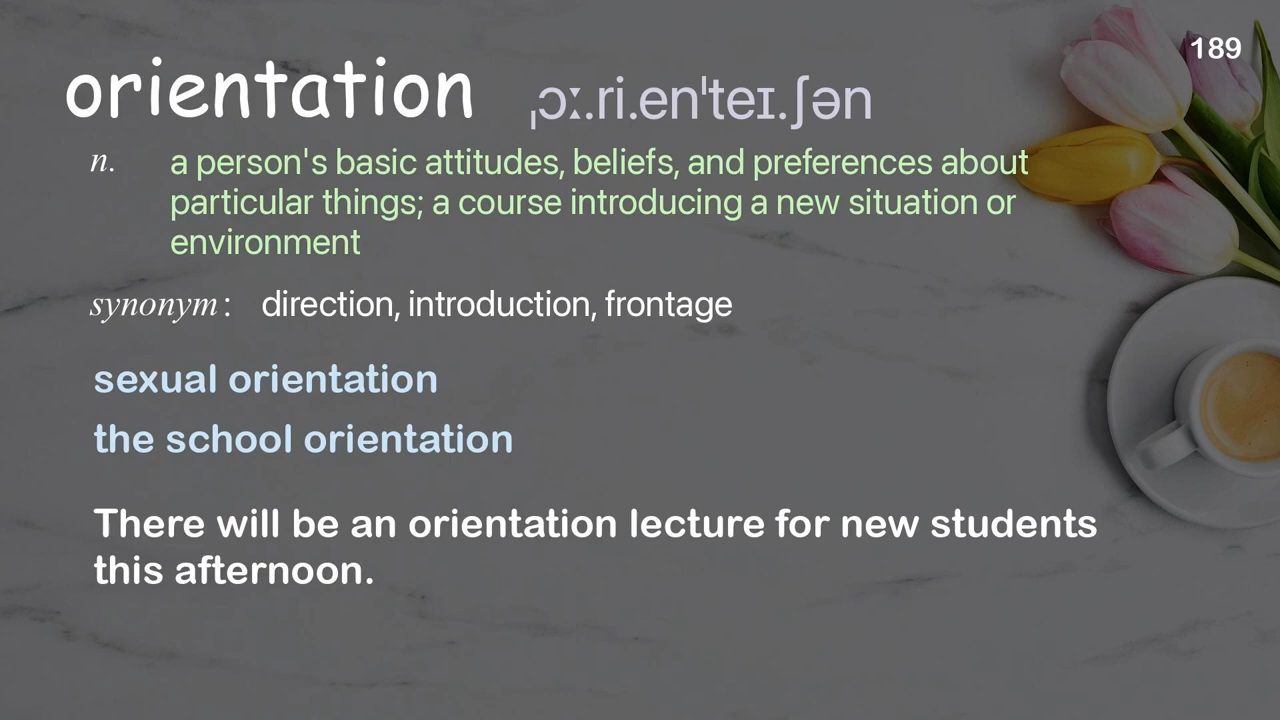 189
orientation ˌɔː.ri.enˈteɪ.ʃən
n. a person's basic attitudes, beliefs, and preferences about
particular things; a course introducing a new situation or
environment
synonym: direction, introduction, frontage
sexual orientation
the school orientation
There will be an orientation lecture for new students
this afternoon.